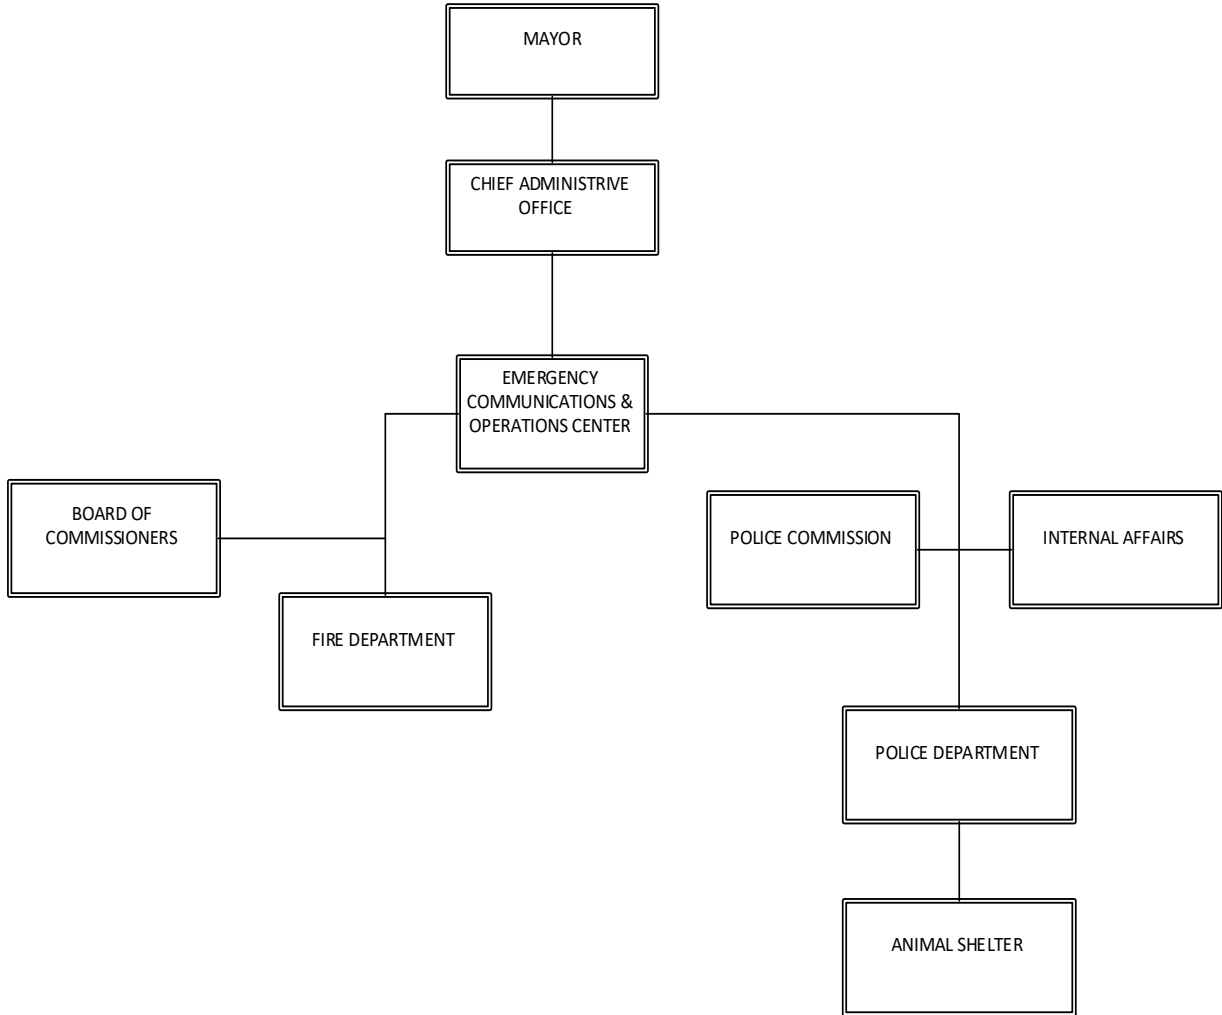 MAYOR
CHIEF ADMINISTRIVE
OFFICE
EMERGENCY
COMMUNICATIONS &
OPERATIONS CENTER
BOARD OF
COMMISSIONERS
POLICE COMMISSION
INTERNAL AFFAIRS
FIRE DEPARTMENT
POLICE DEPARTMENT
ANIMAL SHELTER